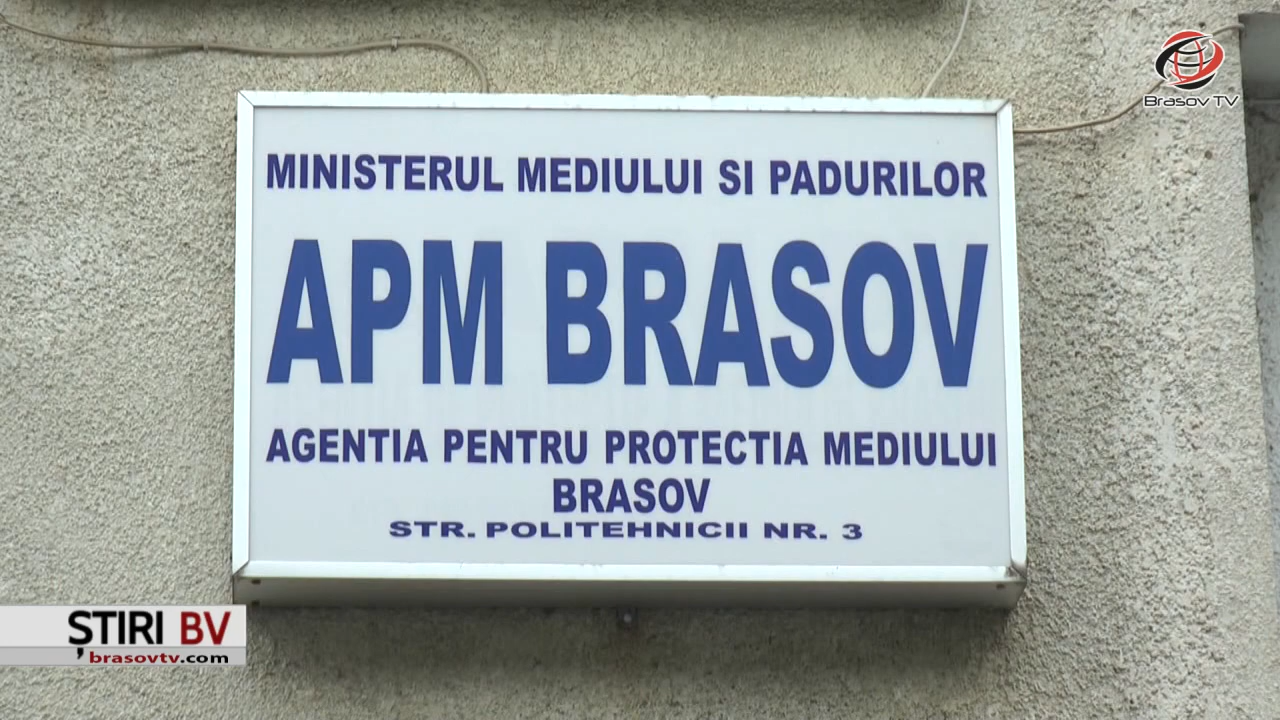 Brasov TV
MINISTERUL MEDIULUI SI PADURILOR
APM BRASOV
AGENTIA PENTRU PROTECTIA MEDIULUI
BRASOV
STR. POLITEHNICII NR. 3
ȘTIRI BV
brasovtv.com